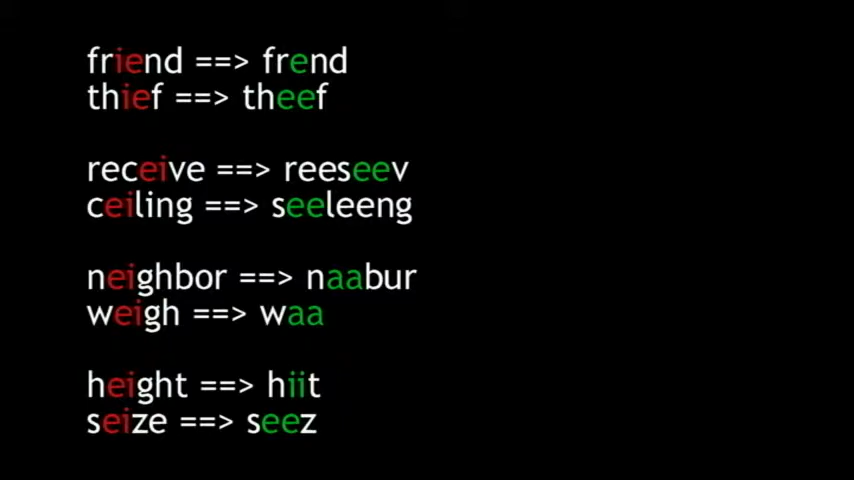 friend ==> frend
thief ==> theef
receive ==> reeseev
ceiling ==> seeleeng
neighbor ==> naabur
weigh ==> waa
height ==> hiit
seize ==> seez